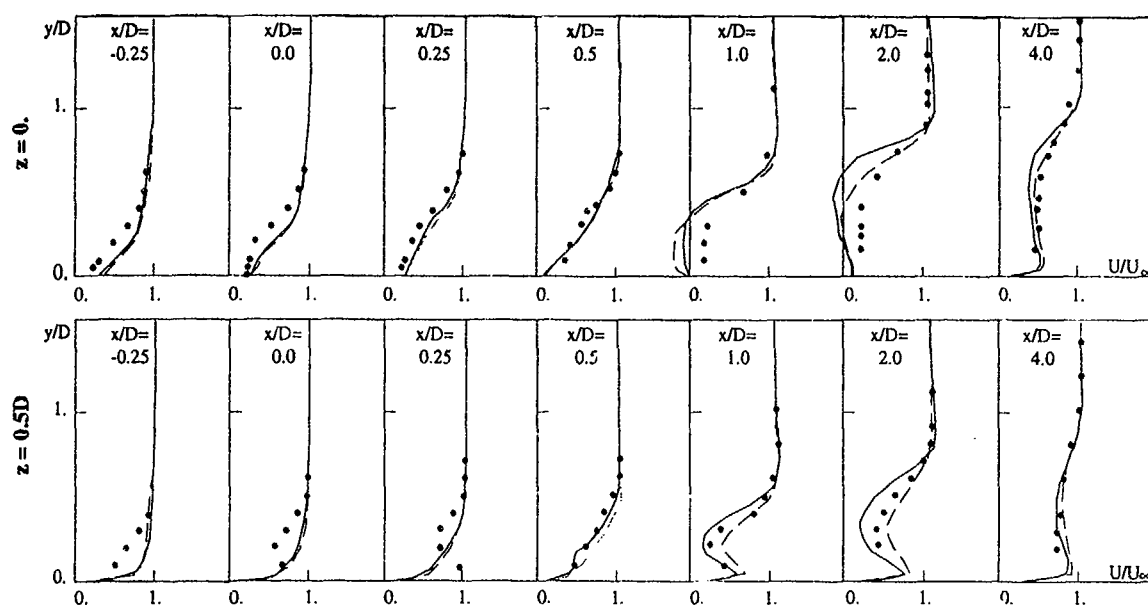 y/D x/D= x/D= x/D= x/D= x/D= x/D= x/D=
-0.25 0.0 0.25 0.5 1.0 2.0 4.0
1.
z = 0.
0. U/U∞
0. 1. 0. 1. 0. 1. 0. 1. 0. 1. 0. 1. 0. 1.
y/D x/D= x/D= x/D= x/D= x/D= x/D= x/D=
-0.25 0.0 0.25 0.5 1.0 2.0 4.0
1.
z = 0.5D
0. U/U∞
0. 1. 0. 1. 0. 1. 0. 1. 0. 1. 0. 1. 0. 1.